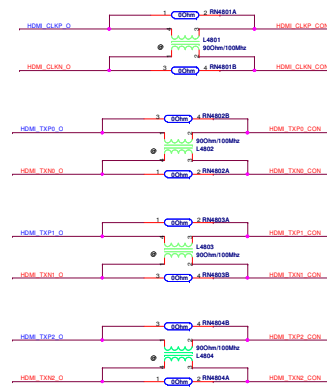 1 0Ohm 2 RN4801A
HDMI_CLKP_O HDMI_CLKP_CON
L4801
@ 90Ohm/100Mhz
HDMI_CLKN_O HDMI_CLKN_CON
3 0Ohm 4 RN4801B
3 0Ohm 4 RN4802B
HDMI_TXP0_O HDMI_TXP0_CON
90Ohm/100Mhz
@ L4802
HDMI_TXN0_O HDMI_TXN0_CON
1 0Ohm 2 RN4802A
1 0Ohm 2 RN4803A
HDMI_TXP1_O HDMI_TXP1_CON
L4803
@ 90Ohm/100Mhz
HDMI_TXN1_O HDMI_TXN1_CON
3 0Ohm 4 RN4803B
3 0Ohm 4 RN4804B
HDMI_TXP2_O HDMI_TXP2_CON
90Ohm/100Mhz
@ L4804
HDMI_TXN2_O HDMI_TXN2_CON
1 0Ohm 2 RN4804A